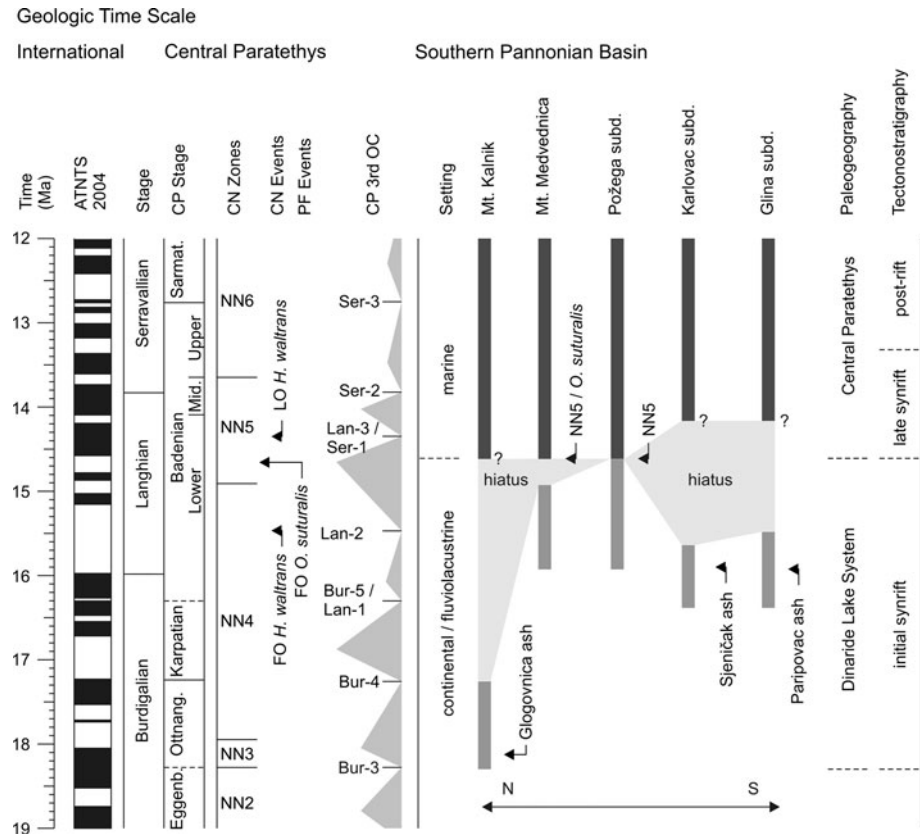 Geologic Time Scale
International
Central Paratethys
Southern Pannonian Basin
Time
(Ma)
ATNTS
2004
Stage
CP Stage
CN Zones
CN Events
PF Events
CP 3rd OC
Setting
Mt. Kalnik
Mt. Medvednica
Požega subd.
Karlovac subd.
Glina subd.
Paleogeography
Tectonostratigraphy
12
13
14
15
16
17
18
19
Serravallian
Langhian
Burdigalian
Sarmat.
Badenian
Upper
Mid.
Lower
Karpatian
Ottnang.
Eggenb.
NN6
NN5
NN4
NN3
NN2
LO H. waltrans
FO H. waltrans
FO O. suturalis
Ser-3
Ser-2
Lan-3 /
Ser-1
Lan-2
Bur-5 /
Lan-1
Bur-4
Bur-3
marine
continental / fluviolacustrine
?
hiatus
Glogovnica ash
NN5 / O. suturalis
NN5
?
?
hiatus
Sjeničak ash
Paripovac ash
N
S
Central Paratethys
Dinaride Lake System
post-rift
late synrift
initial synrift